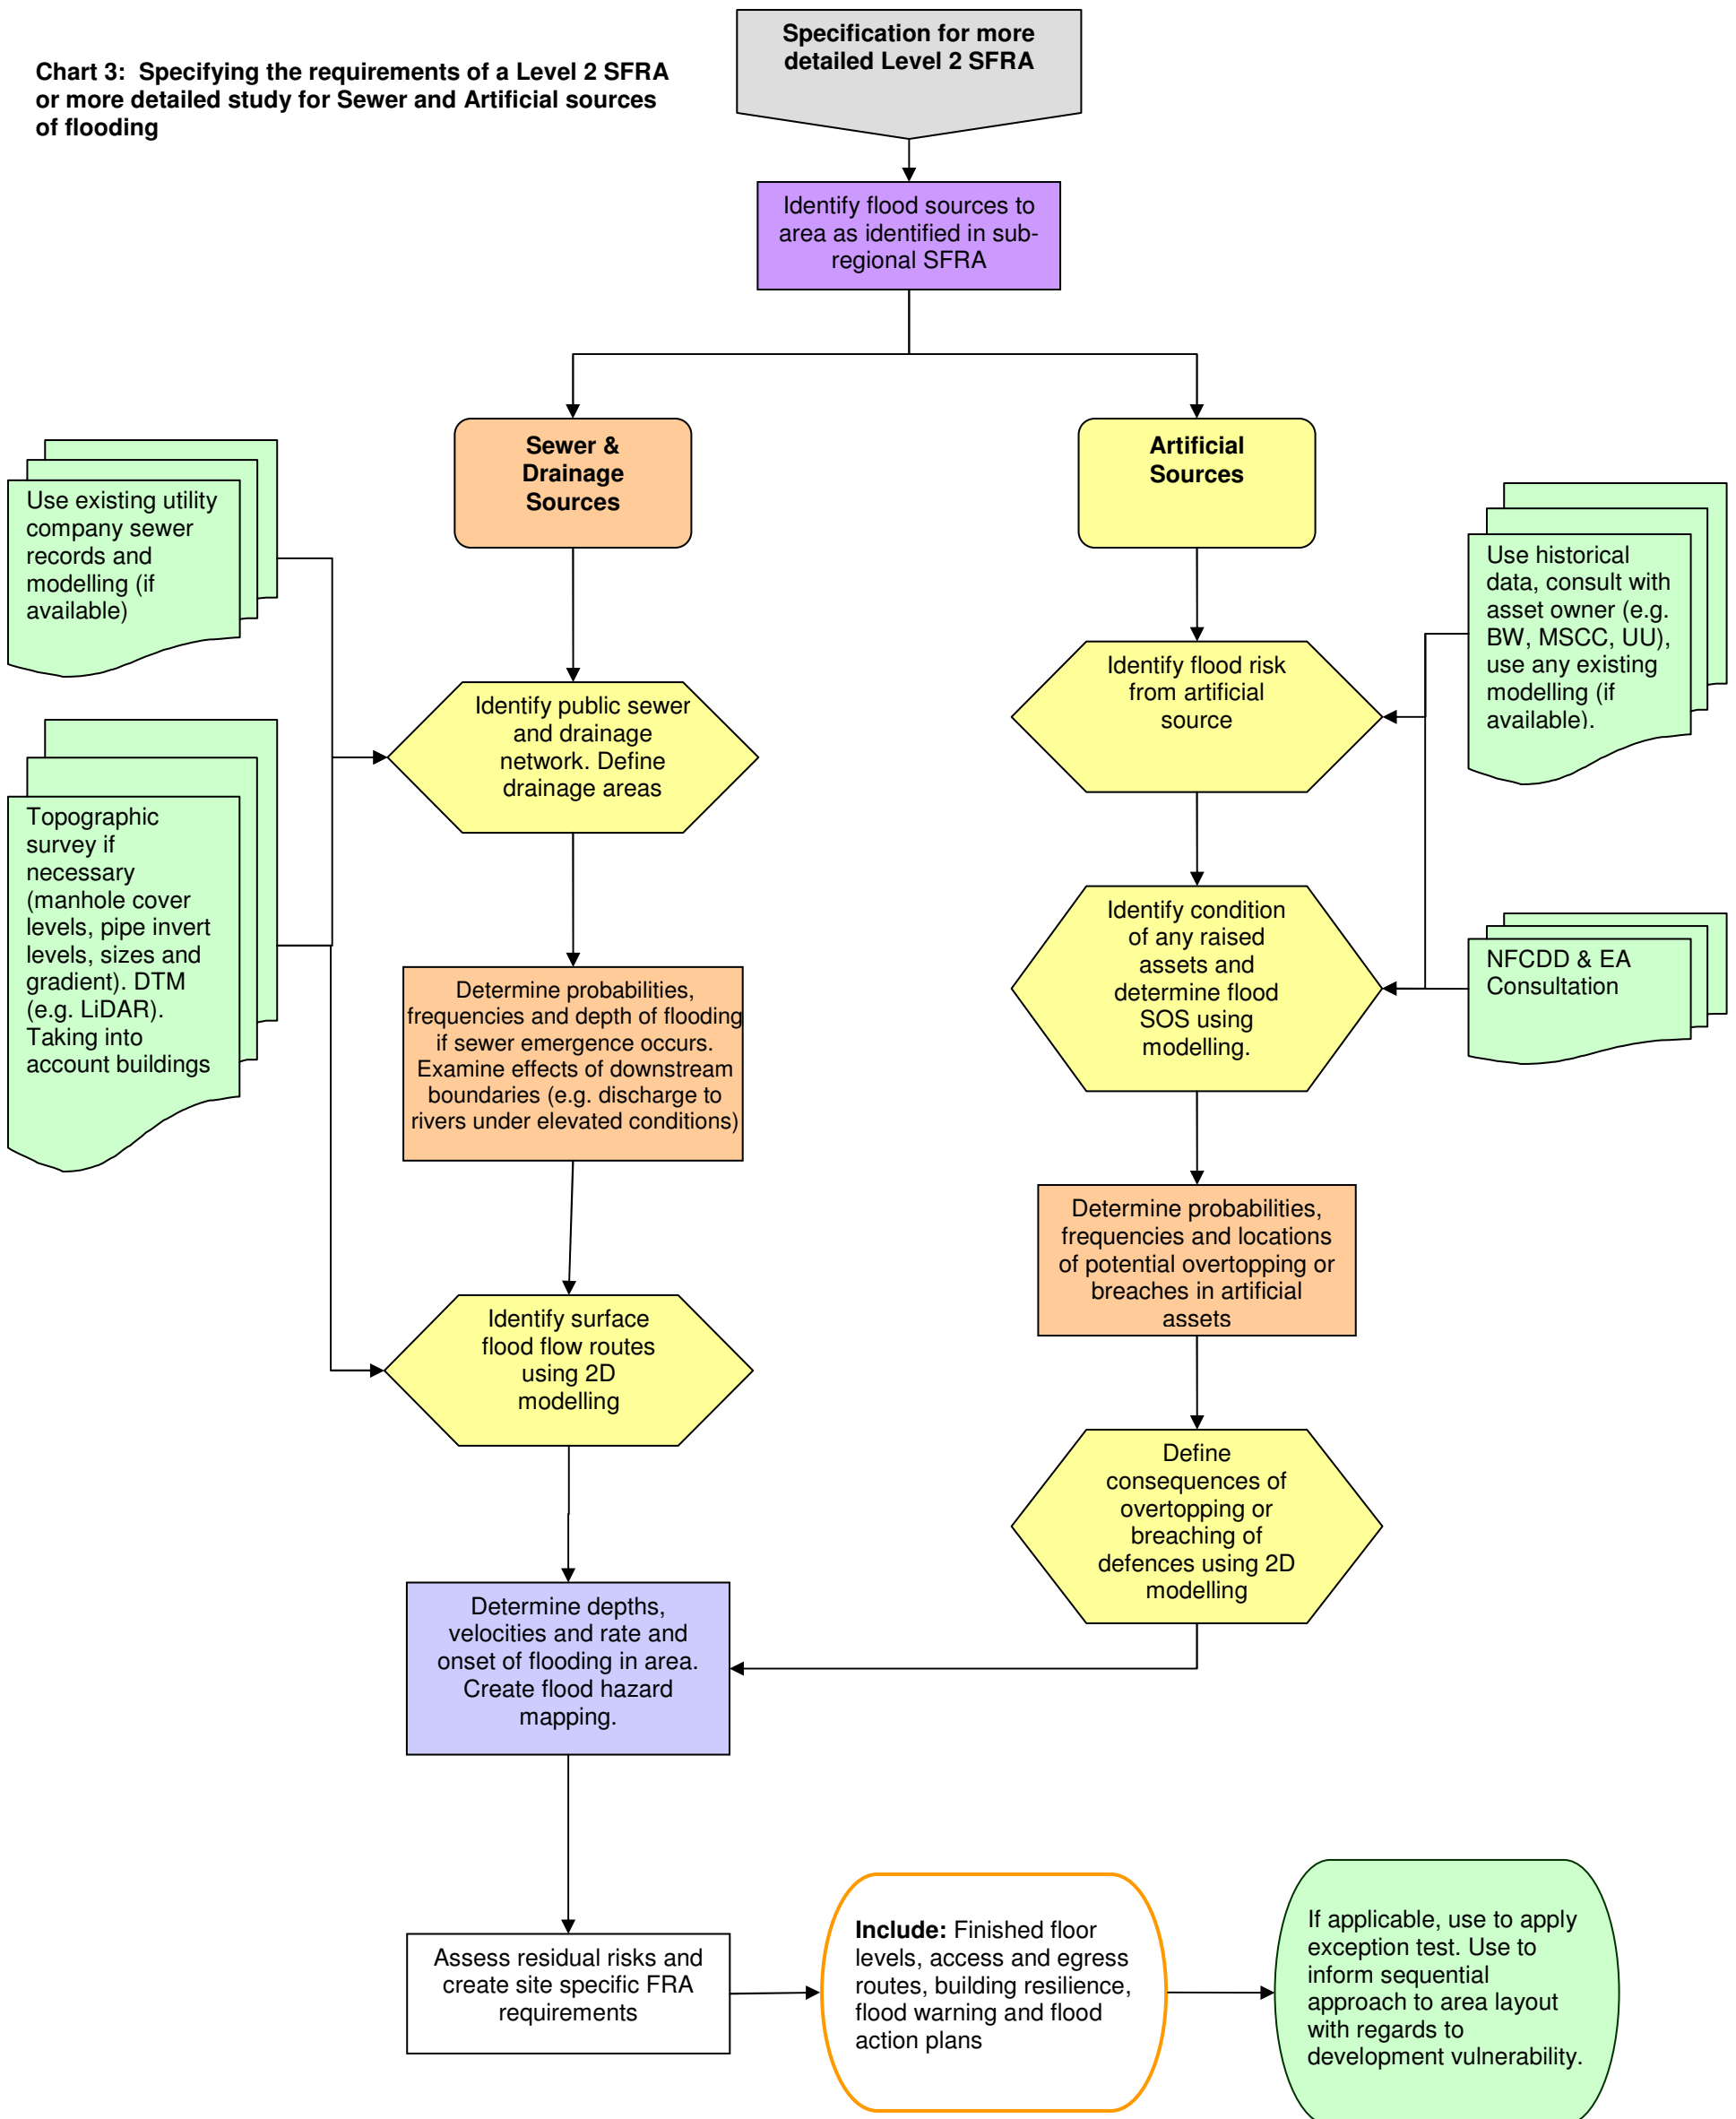 Chart 3:  Specifying the requirements of a Level 2 SFRA
or more detailed study for Sewer and Artificial sources
of flooding
Specification for more
detailed Level 2 SFRA
Identify flood sources to
area as identified in sub-
regional SFRA
Sewer &
Drainage
Sources
Artificial
Sources
Use existing utility
company sewer
records and
modelling (if
available)
Use historical
data, consult with
asset owner (e.g.
BW, MSCC, UU),
use any existing
modelling (if
available).
Identify public sewer
and drainage
network. Define
drainage areas
Identify flood risk
from artificial
source
Topographic
survey if
necessary
(manhole cover
levels, pipe invert
levels, sizes and
gradient). DTM
(e.g. LiDAR).
Taking into
account buildings
Identify condition
of any raised
assets and
determine flood
SOS using
modelling.
NFCDD & EA
Consultation
Determine probabilities,
frequencies and depth of flooding
if sewer emergence occurs.
Examine effects of downstream
boundaries (e.g. discharge to
rivers under elevated conditions)
Determine probabilities,
frequencies and locations
of potential overtopping or
breaches in artificial
assets
Identify surface
flood flow routes
using 2D
modelling
Define
consequences of
overtopping or
breaching of
defences using 2D
modelling
Determine depths,
velocities and rate and
onset of flooding in area.
Create flood hazard
mapping.
Assess residual risks and
create site specific FRA
requirements
Include: Finished floor
levels, access and egress
routes, building resilience,
flood warning and flood
action plans
If applicable, use to apply
exception test. Use to
inform sequential
approach to area layout
with regards to
development vulnerability.